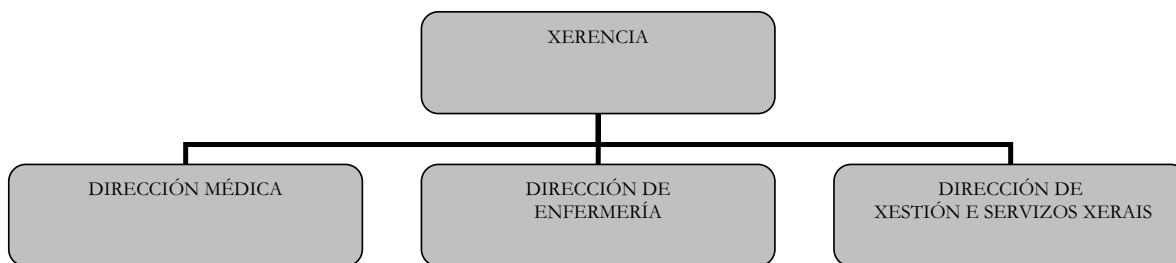 XERENCIA
DIRECCIÓN MÉDICA
DIRECCIÓN DE
ENFERMERÍA
DIRECCIÓN DE
XESTIÓN E SERVIZOS XERAIS